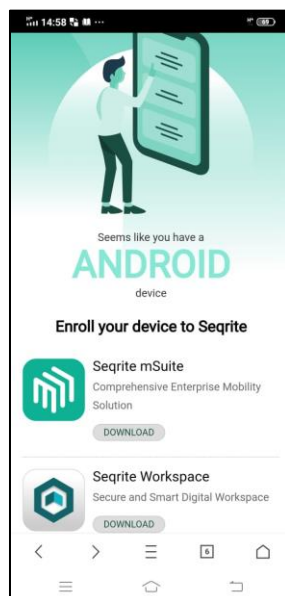 14:58
69
Seems like you have a
ANDROID
device
Enroll your device to Seqrite
Seqrite mSuite
Comprehensive Enterprise Mobility
Solution
DOWNLOAD
Seqrite Workspace
Secure and Smart Digital Workspace
DOWNLOAD
6